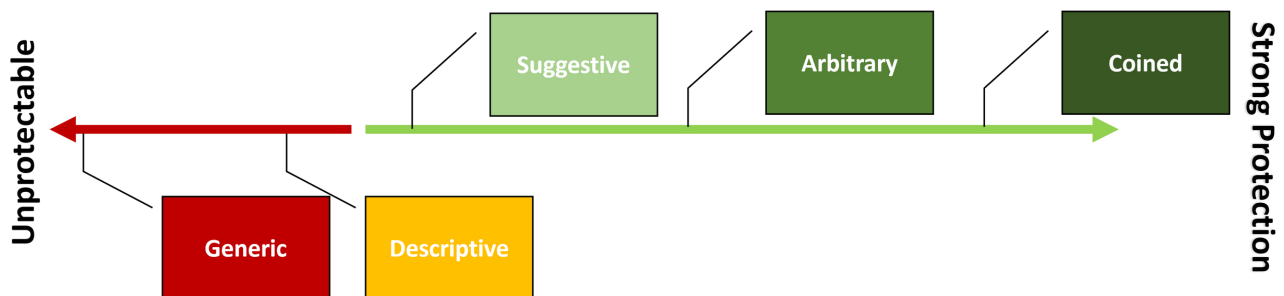 Unprotectable
Suggestive
Arbitrary
Coined
Generic
Descriptive
Strong Protection